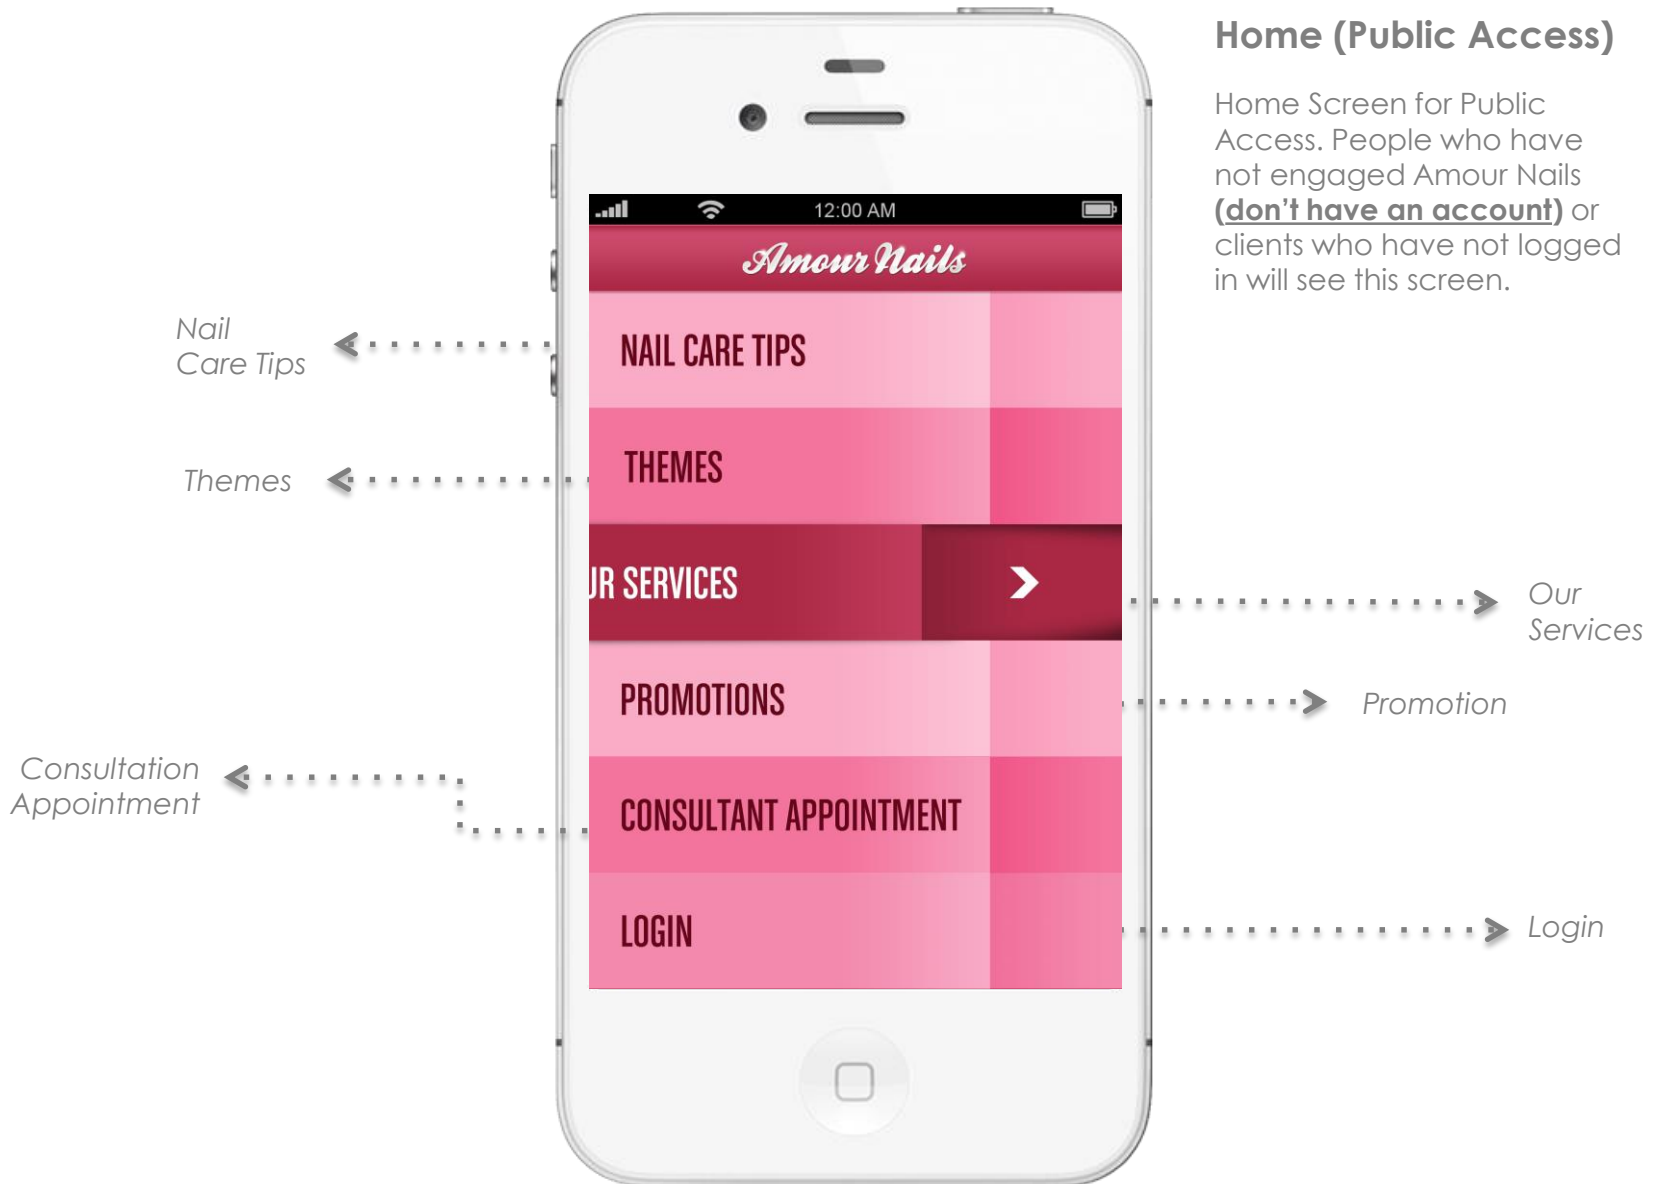 Home (Public Access)
Home Screen for Public
Access. People who have
not engaged Amour Nails
(don't have an account) or
clients who have not logged
in will see this screen.
12:00 AM
Amour Nails
Nail
Care Tips
NAIL CARE TIPS
Themes
THEMES
UR SERVICES
Our
Services
PROMOTIONS
Promotion
Consultation
Appointment
CONSULTANT APPOINTMENT
LOGIN
Login